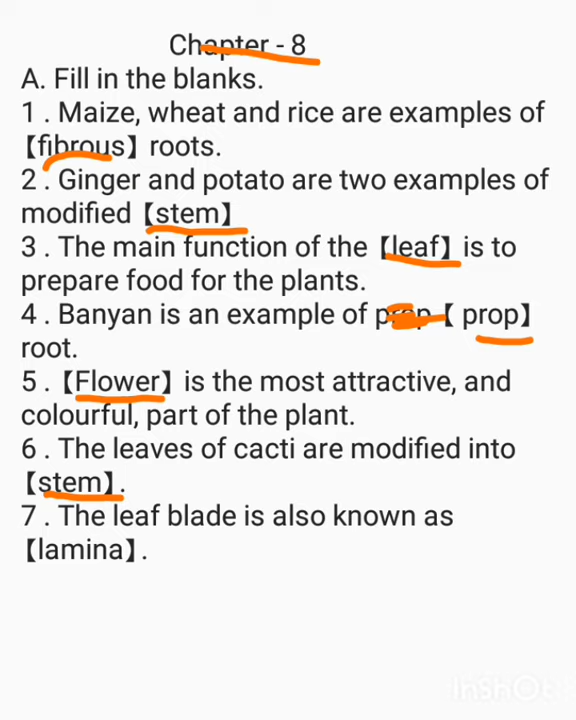 Chapter - 8
A. Fill in the blanks.
1 . Maize, wheat and rice are examples of
【fibrous】 roots.
2 . Ginger and potato are two examples of
modified 【stem】
3 . The main function of the 【leaf】 is to
prepare food for the plants.
4 . Banyan is an example of prop 【 prop】
root.
5 . 【Flower】 is the most attractive, and
colourful, part of the plant.
6 . The leaves of cacti are modified into
【stem】.
7 . The leaf blade is also known as
【lamina】.
InShOt